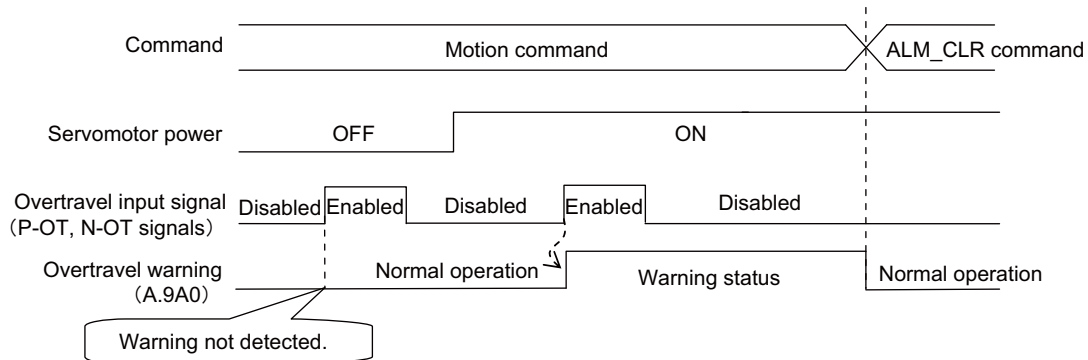 Command
Motion command
ALM_CLR command
Servomotor power
OFF
ON
Overtravel input signal
（P-OT, N-OT signals）
Disabled
Enabled
Disabled
Enabled
Disabled
Overtravel warning
（A.9A0）
Normal operation
Warning status
Normal operation
Warning not detected.